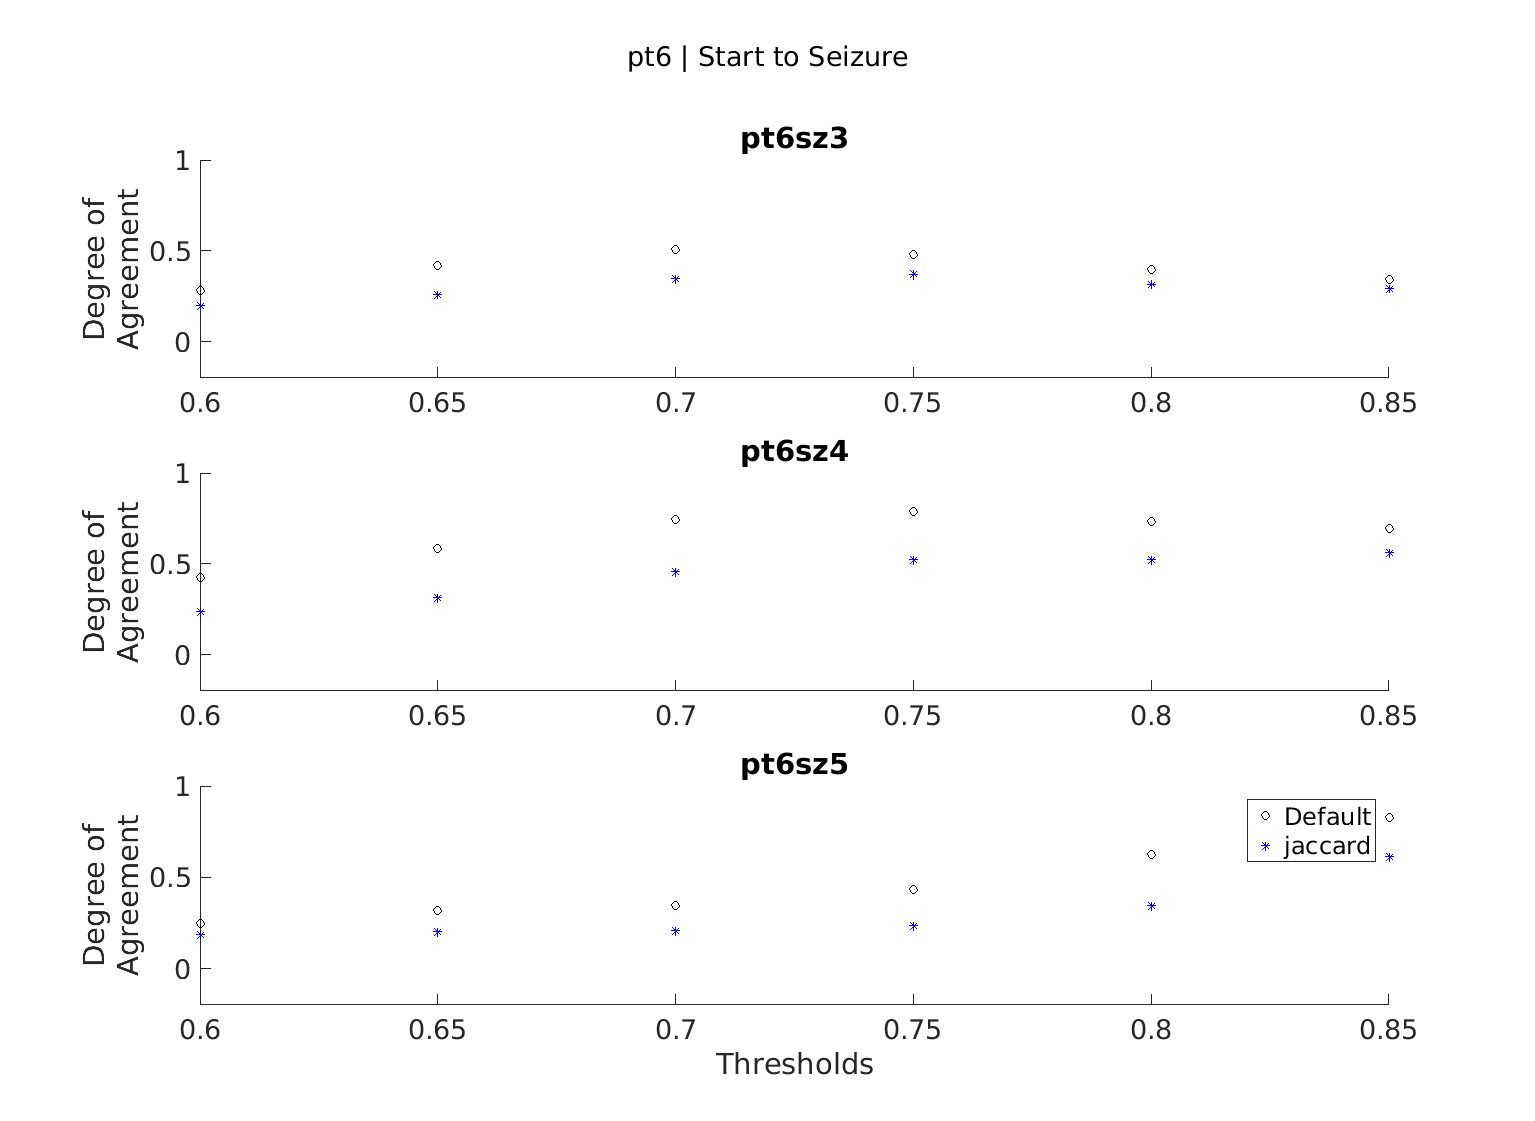 pt6 | Start to Seizure
pt6sz3
Degree of
Agreement
1
0.5
0
0.6 0.65 0.7 0.75 0.8 0.85
pt6sz4
Degree of
Agreement
1
0.5
0
0.6 0.65 0.7 0.75 0.8 0.85
pt6sz5
Degree of
Agreement
1
0.5
0
Default
jaccard
0.6 0.65 0.7 0.75 0.8 0.85
Thresholds